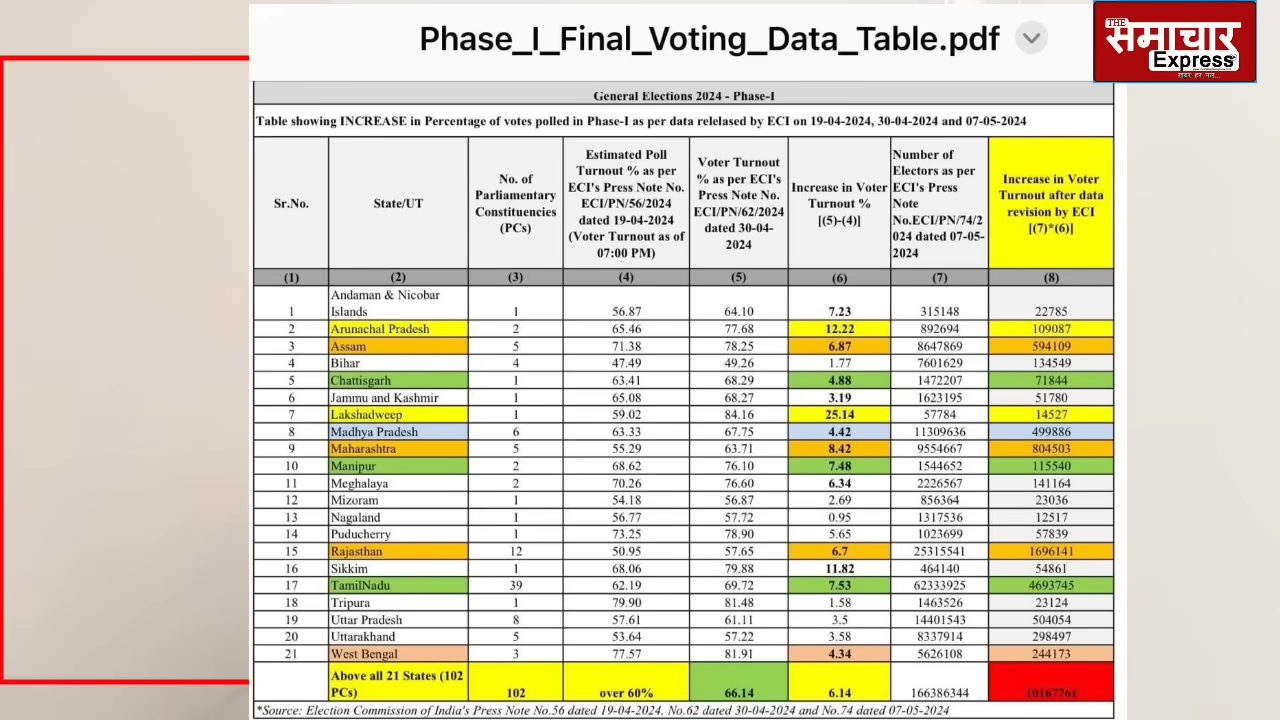 Phase_I_Final_Voting_Data_Table.pdf
THE
समाचार
Express
General Elections 2024 - Phase-I
Table showing INCREASE in Percentage of votes polled in Phase-I as per data relelased by ECI on 19-04-2024, 30-04-2024 and 07-05-2024
Sr.No. State/UT No. of Parliamentary Constituencies (PCs) Estimated Poll Turnout % as per ECI's Press Note No. ECI/PN/56/2024 dated 19-04-2024 (Voter Turnout as of 07:00 PM) Voter Turnout % as per ECI's Press Note No. ECI/PN/62/2024 dated 30-04-2024 Increase in Voter Turnout % [(5)-(4)] Number of Electors as per ECI's Press Note No.ECI/PN/74/2024 dated 07-05-2024 Increase in Voter Turnout after data revision by ECI [(7)*(6)]
(1) (2) (3) (4) (5) (6) (7) (8)
1 Andaman & Nicobar Islands 1 56.87 64.10 7.23 315148 22785
2 Arunachal Pradesh 2 65.46 77.68 12.22 892694 109087
3 Assam 5 71.38 78.25 6.87 8647869 594109
4 Bihar 4 47.49 49.26 1.77 7601629 134549
5 Chattisgarh 1 63.41 68.29 4.88 1472207 71844
6 Jammu and Kashmir 1 65.08 68.27 3.19 1623195 51780
7 Lakshadweep 1 59.02 84.16 25.14 57784 14527
8 Madhya Pradesh 6 63.33 67.75 4.42 11309636 499886
9 Maharashtra 5 55.29 63.71 8.42 9554667 804503
10 Manipur 2 68.62 76.10 7.48 1544652 115540
11 Meghalaya 2 70.26 76.60 6.34 2226567 141164
12 Mizoram 1 54.18 56.87 2.69 856364 23036
13 Nagaland 1 56.77 57.72 0.95 1317536 12517
14 Puducherry 1 73.25 78.90 5.65 1023699 57839
15 Rajasthan 12 50.95 57.65 6.7 25315541 1696141
16 Sikkim 1 68.06 79.88 11.82 464140 54861
17 TamilNadu 39 62.19 69.72 7.53 62333925 4693745
18 Tripura 1 79.90 81.48 1.58 1463526 23124
19 Uttar Pradesh 8 57.61 61.11 3.5 14401543 504054
20 Uttarakhand 5 53.64 57.22 3.58 8337914 298497
21 West Bengal 3 77.57 81.91 4.34 5626108 244173
Above all 21 States (102 PCs) 102 over 60% 66.14 6.14 166386344 10167761
*Source: Election Commission of India's Press Note No.56 dated 19-04-2024, No.62 dated 30-04-2024 and No.74 dated 07-05-2024